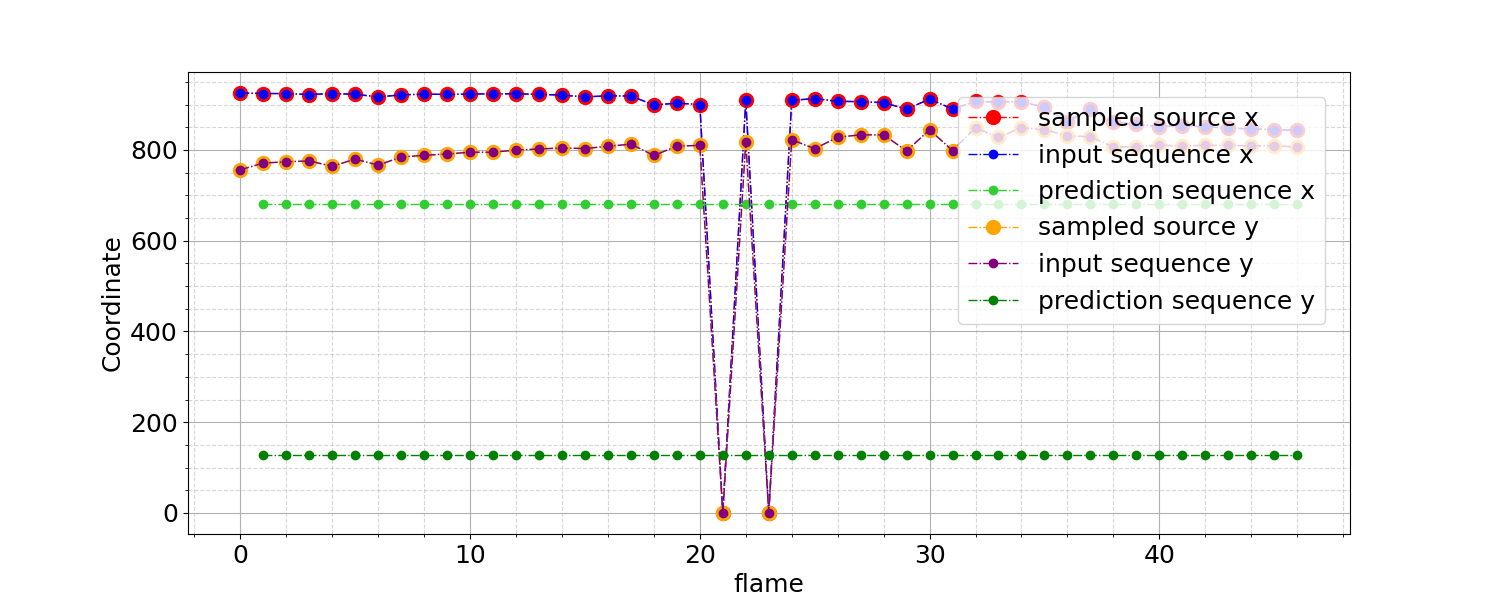 800
600
400
200
0
Coordinate
0 10 20 30 40
flame
sampled source x
input sequence x
prediction sequence x
sampled source y
input sequence y
prediction sequence y